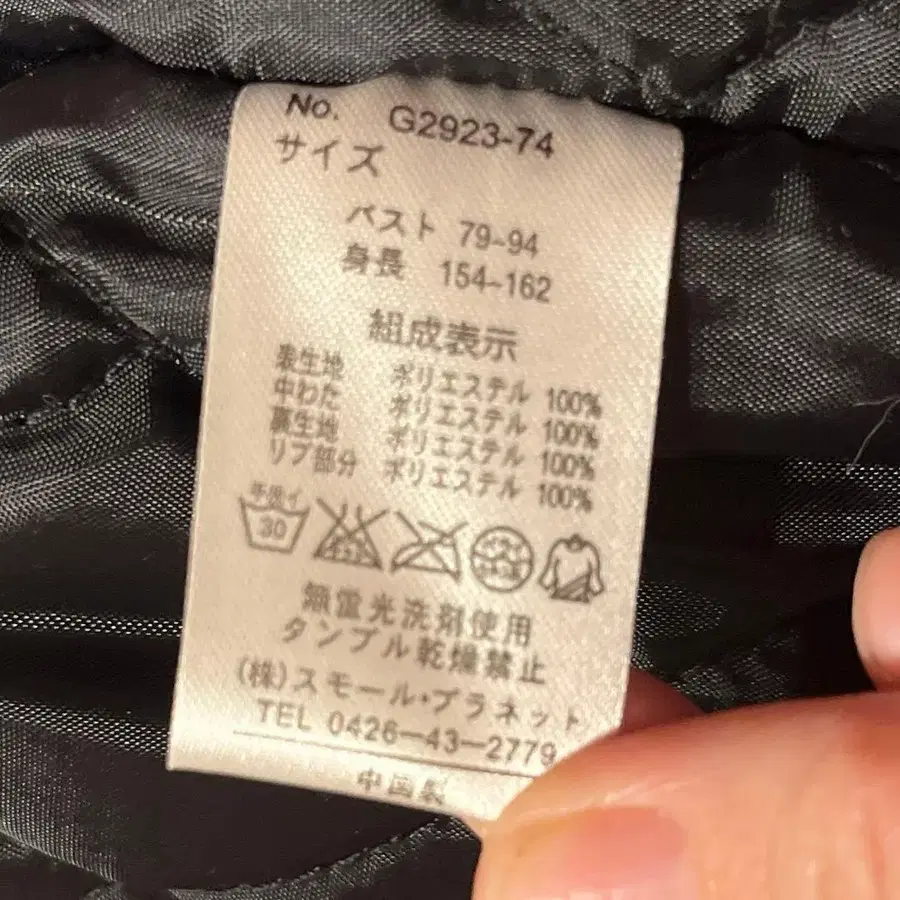 No. G2923-74
サイズ
バスト 79-94
身長 154-162
組成表示
表生地 ポリエステル 100%
中わた ポリエステル 100%
裏生地 ポリエステル 100%
リブ部分 ポリエステル 100%
手洗イ
30
無蛍光洗剤使用
タンブル乾燥禁止
(株)スモール・プラネット
TEL 0426-43-2779
中国製